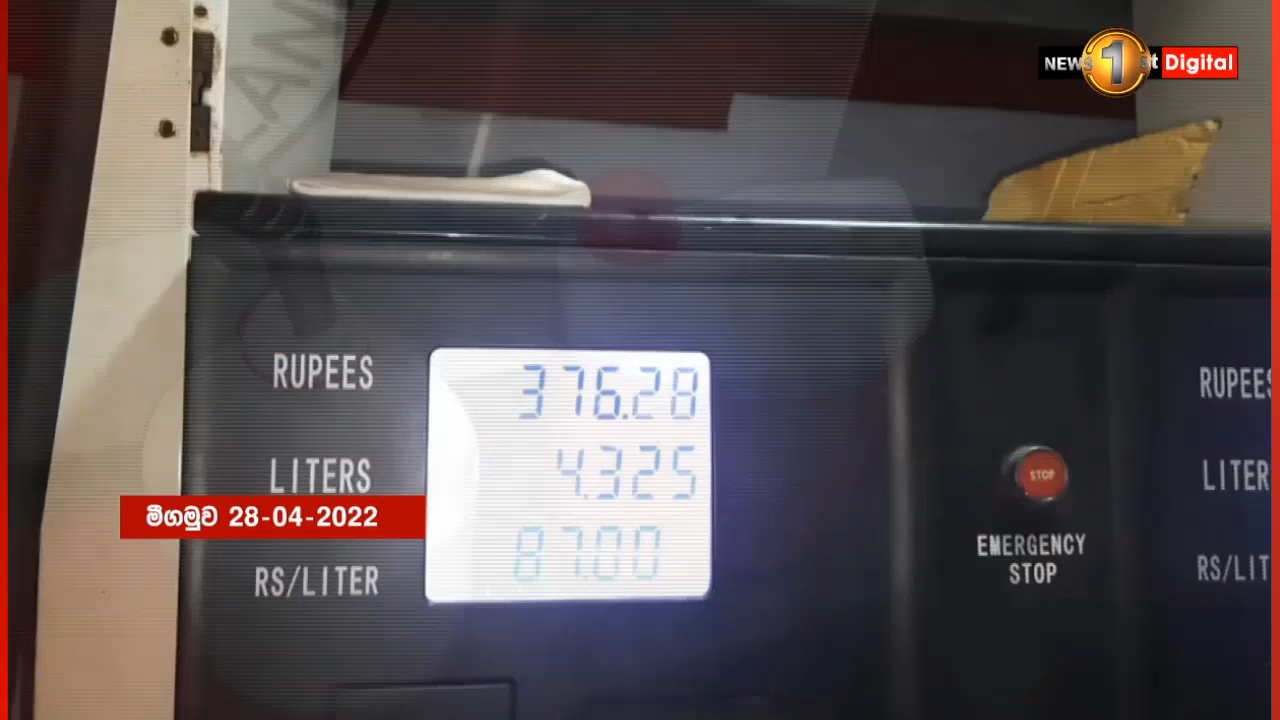 NEWS 1st Digital
LAN
RUPEES 376.28
LITERS 4.325
RS/LITER 87.00
මීගමුව 28-04-2022
STOP
EMERGENCY
STOP
RUPEES
LITER
RS/LIT